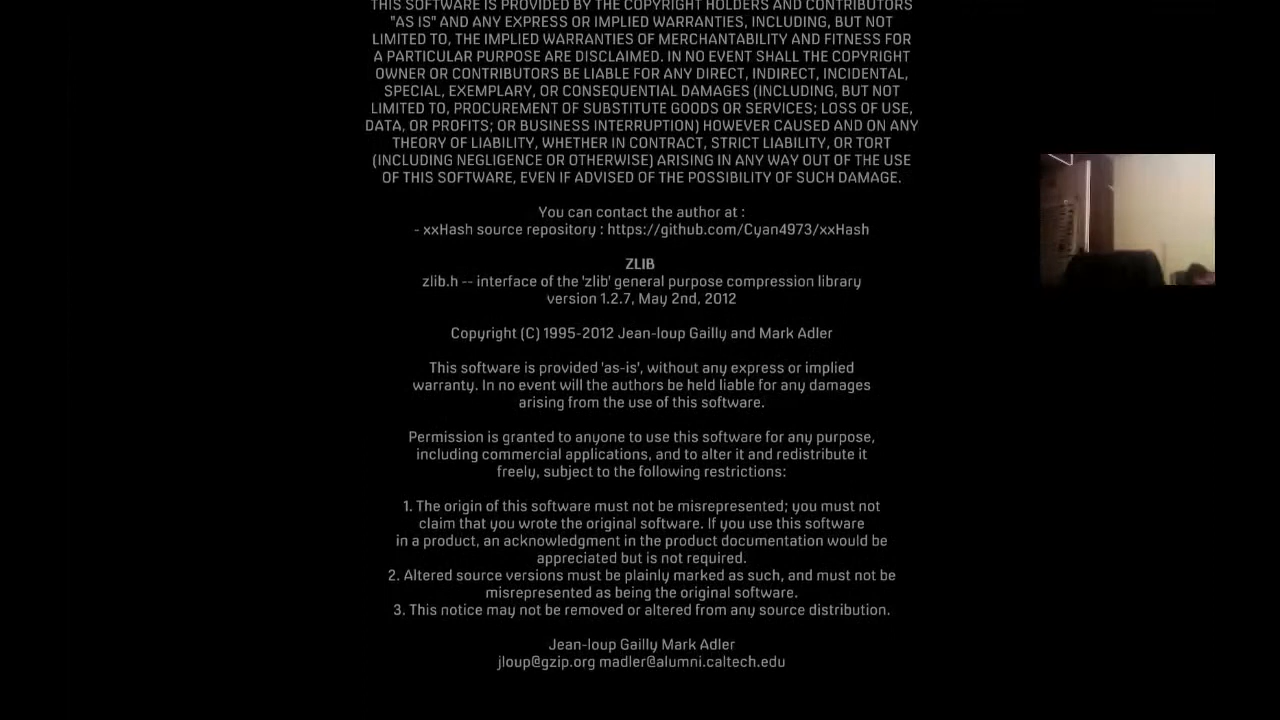 THIS SOFTWARE IS PROVIDED BY THE COPYRIGHT HOLDERS AND CONTRIBUTORS
"AS IS" AND ANY EXPRESS OR IMPLIED WARRANTIES, INCLUDING, BUT NOT
LIMITED TO, THE IMPLIED WARRANTIES OF MERCHANTABILITY AND FITNESS FOR
A PARTICULAR PURPOSE ARE DISCLAIMED. IN NO EVENT SHALL THE COPYRIGHT
OWNER OR CONTRIBUTORS BE LIABLE FOR ANY DIRECT, INDIRECT, INCIDENTAL,
SPECIAL, EXEMPLARY, OR CONSEQUENTIAL DAMAGES (INCLUDING, BUT NOT
LIMITED TO, PROCUREMENT OF SUBSTITUTE GOODS OR SERVICES; LOSS OF USE,
DATA, OR PROFITS; OR BUSINESS INTERRUPTION) HOWEVER CAUSED AND ON ANY
THEORY OF LIABILITY, WHETHER IN CONTRACT, STRICT LIABILITY, OR TORT
(INCLUDING NEGLIGENCE OR OTHERWISE) ARISING IN ANY WAY OUT OF THE USE
OF THIS SOFTWARE, EVEN IF ADVISED OF THE POSSIBILITY OF SUCH DAMAGE.
You can contact the author at :
- xxHash source repository : https://github.com/Cyan4973/xxHash
ZLIB
zlib.h -- interface of the 'zlib' general purpose compression library
version 1.2.7, May 2nd, 2012
Copyright (C) 1995-2012 Jean-loup Gailly and Mark Adler
This software is provided 'as-is', without any express or implied
warranty. In no event will the authors be held liable for any damages
arising from the use of this software.
Permission is granted to anyone to use this software for any purpose,
including commercial applications, and to alter it and redistribute it
freely, subject to the following restrictions:
1. The origin of this software must not be misrepresented; you must not
claim that you wrote the original software. If you use this software
in a product, an acknowledgment in the product documentation would be
appreciated but is not required.
2. Altered source versions must be plainly marked as such, and must not be
misrepresented as being the original software.
3. This notice may not be removed or altered from any source distribution.
Jean-loup Gailly Mark Adler
jloup@gzip.org madler@alumni.caltech.edu